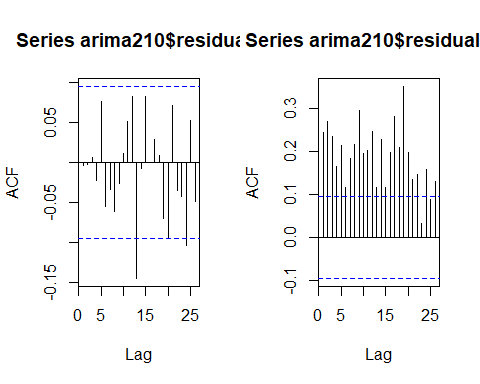 Series arima210$residua
Series arima210$residual
ACF
0.05
-0.05
-0.15
0 5 15 25
Lag
ACF
0.3
0.2
0.1
0.0
-0.1
0 5 15 25
Lag